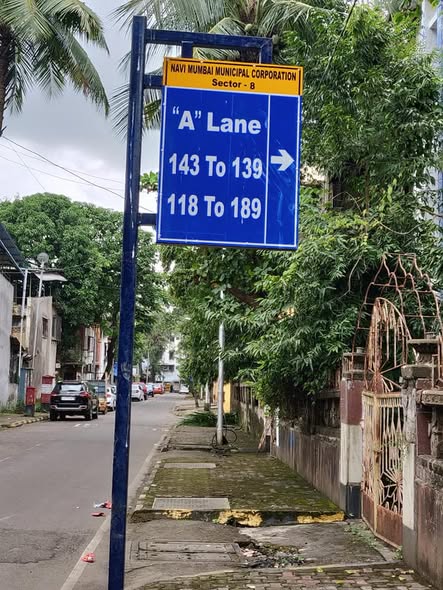 NAVI MUMBAI MUNICIPAL CORPORATION
Sector - 8
"A" Lane
143 To 139
118 To 189